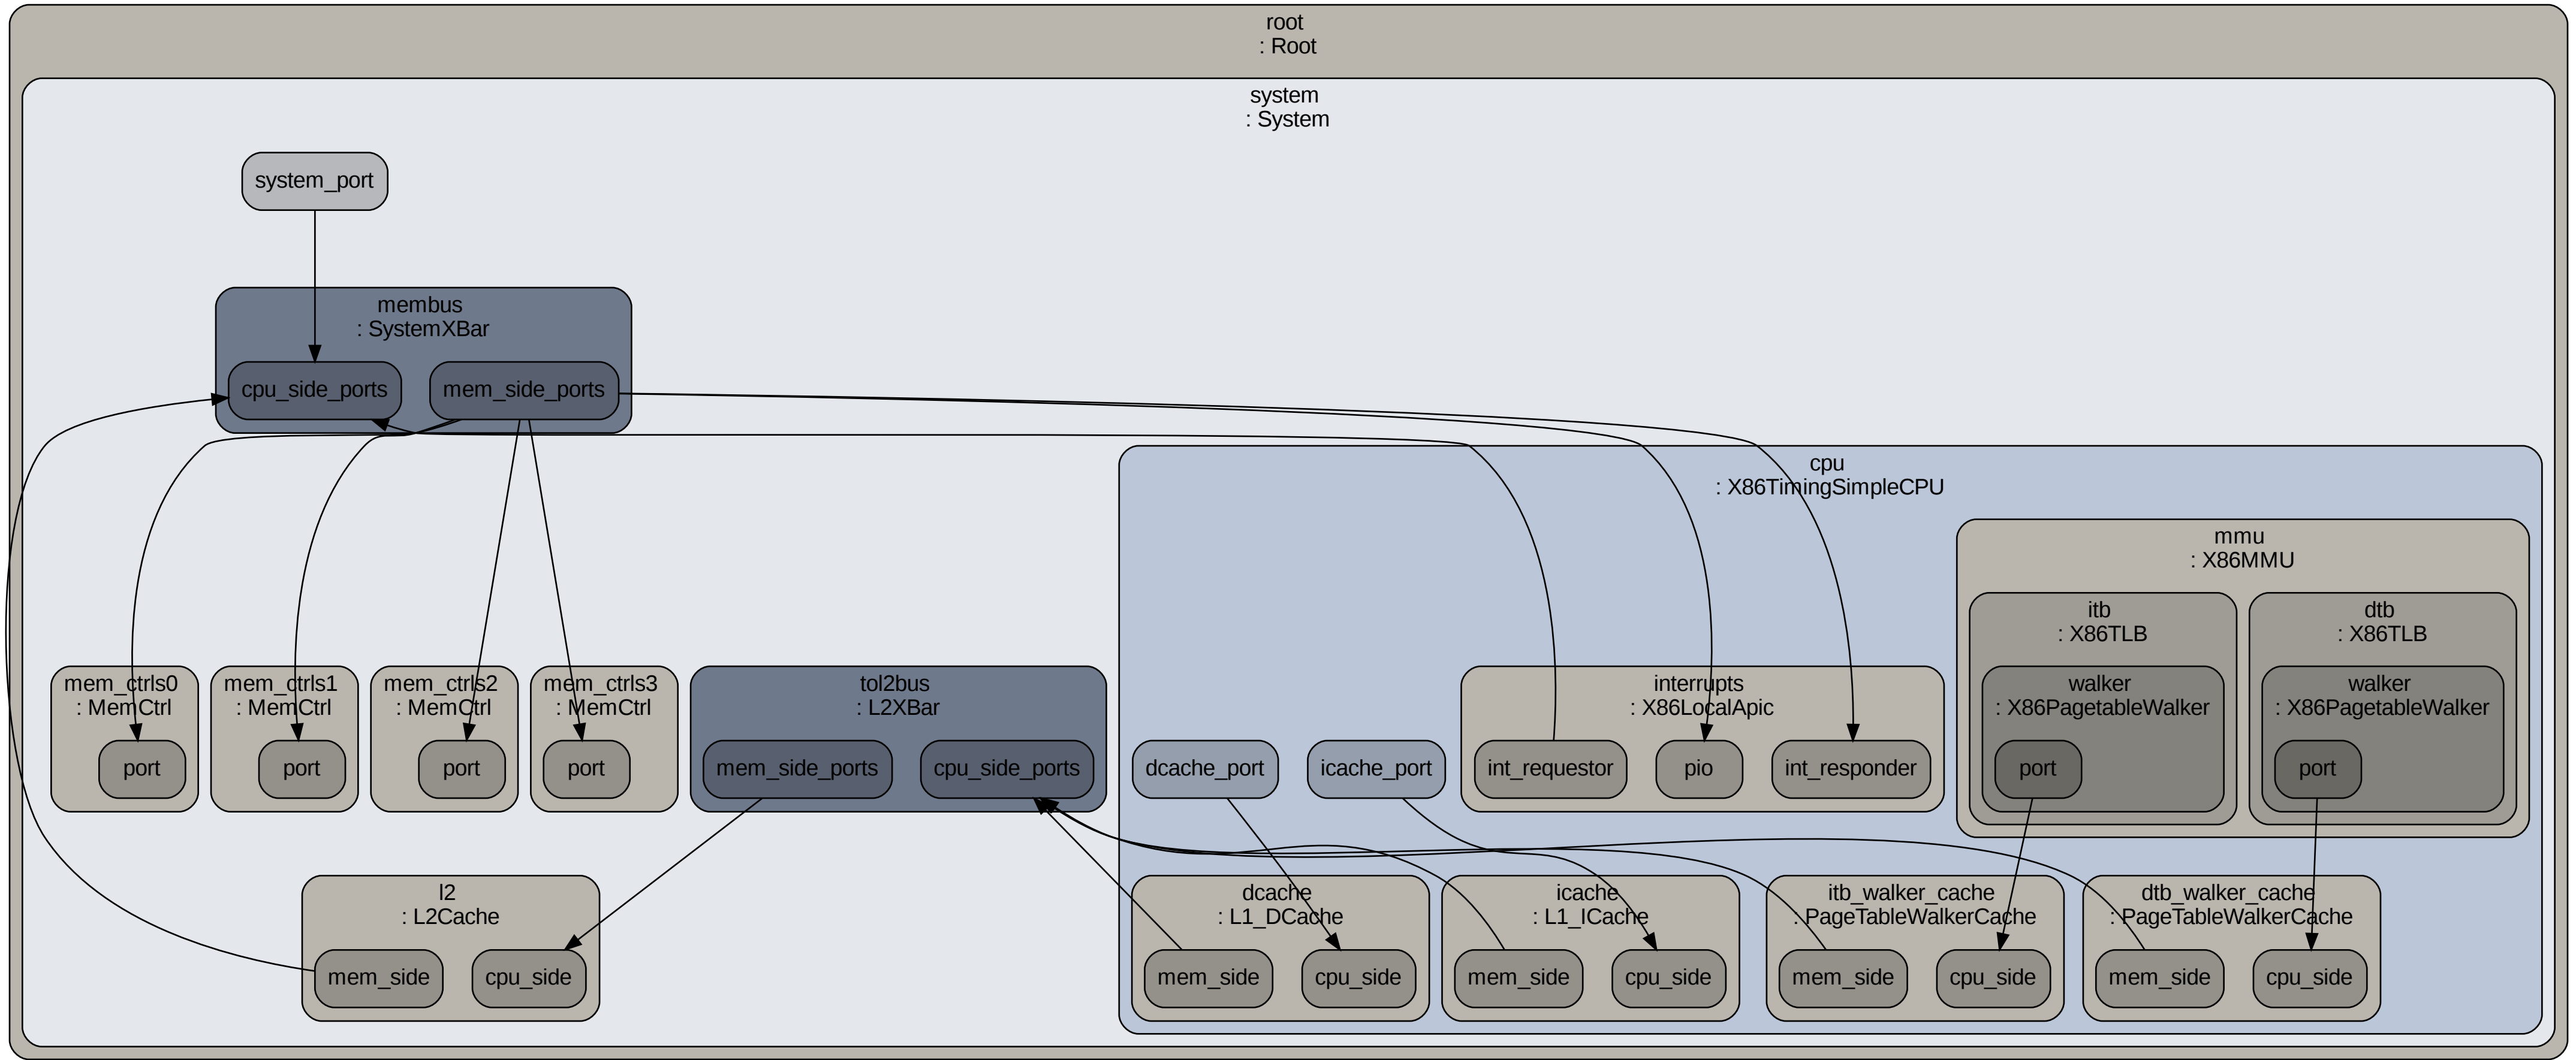 root
: Root
system
: System
system_port
membus
: SystemXBar
cpu_side_ports
mem_side_ports
cpu
: X86TimingSimpleCPU
mmu
: X86MMU
itb
: X86TLB
dtb
: X86TLB
mem_ctrls0
: MemCtrl
port
mem_ctrls1
: MemCtrl
port
mem_ctrls2
: MemCtrl
port
mem_ctrls3
: MemCtrl
port
tol2bus
: L2XBar
mem_side_ports
cpu_side_ports
dcache_port
icache_port
interrupts
: X86LocalApic
int_requestor
pio
int_responder
walker
: X86PagetableWalker
port
walker
: X86PagetableWalker
port
l2
: L2Cache
mem_side
cpu_side
dcache
: L1_DCache
mem_side
cpu_side
icache
: L1_ICache
mem_side
cpu_side
itb_walker_cache
: PageTableWalkerCache
mem_side
cpu_side
dtb_walker_cache
: PageTableWalkerCache
mem_side
cpu_side